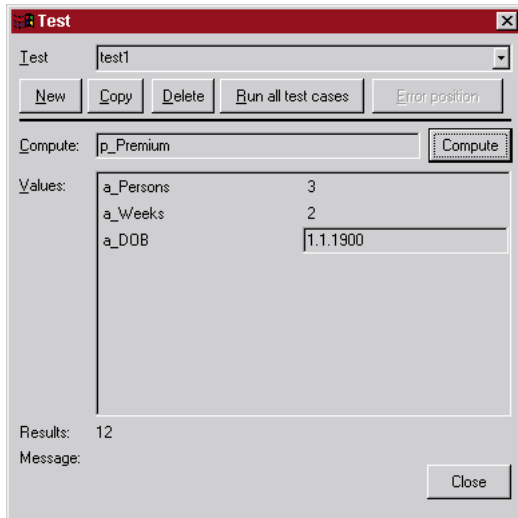 Test
Test test1
New Copy Delete Run all test cases Error position
Compute: p_Premium Compute
Values: a_Persons 3
a_Weeks 2
a_DOB 1.1.1900
Results: 12
Message:
Close